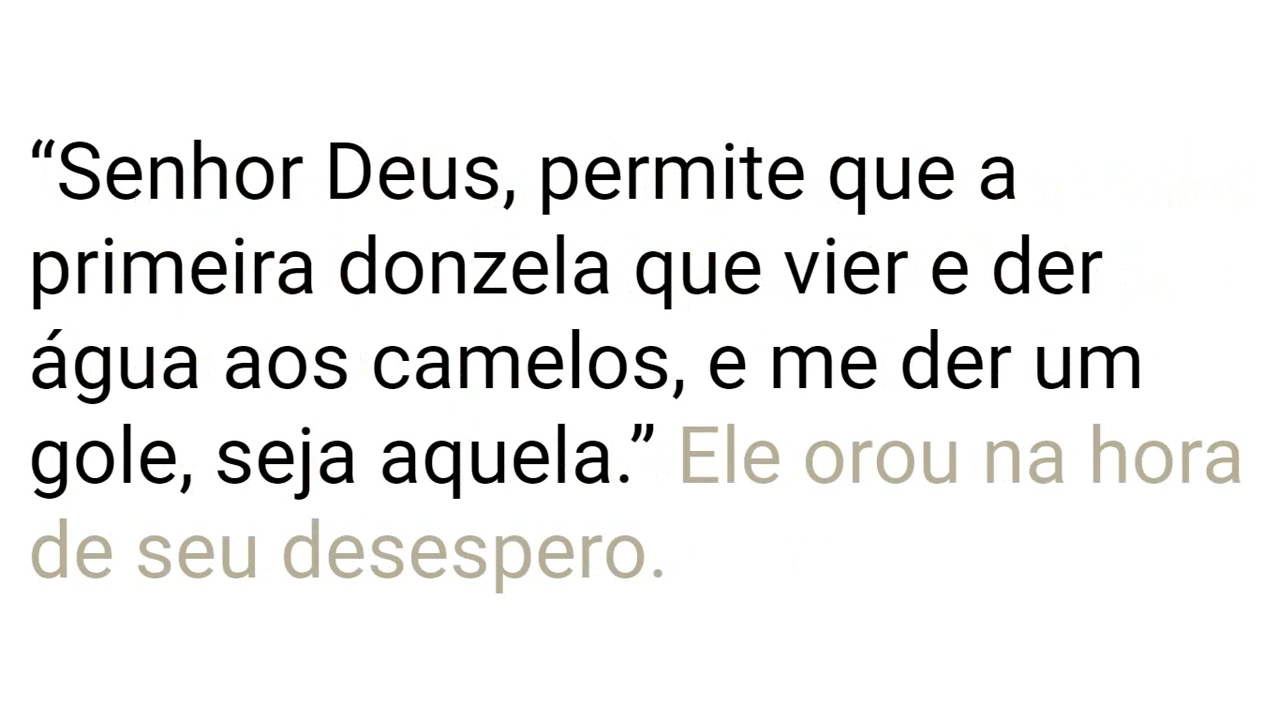 “Senhor Deus, permite que a
primeira donzela que vier e der
água aos camelos, e me der um
gole, seja aquela.” Ele orou na hora
de seu desespero.